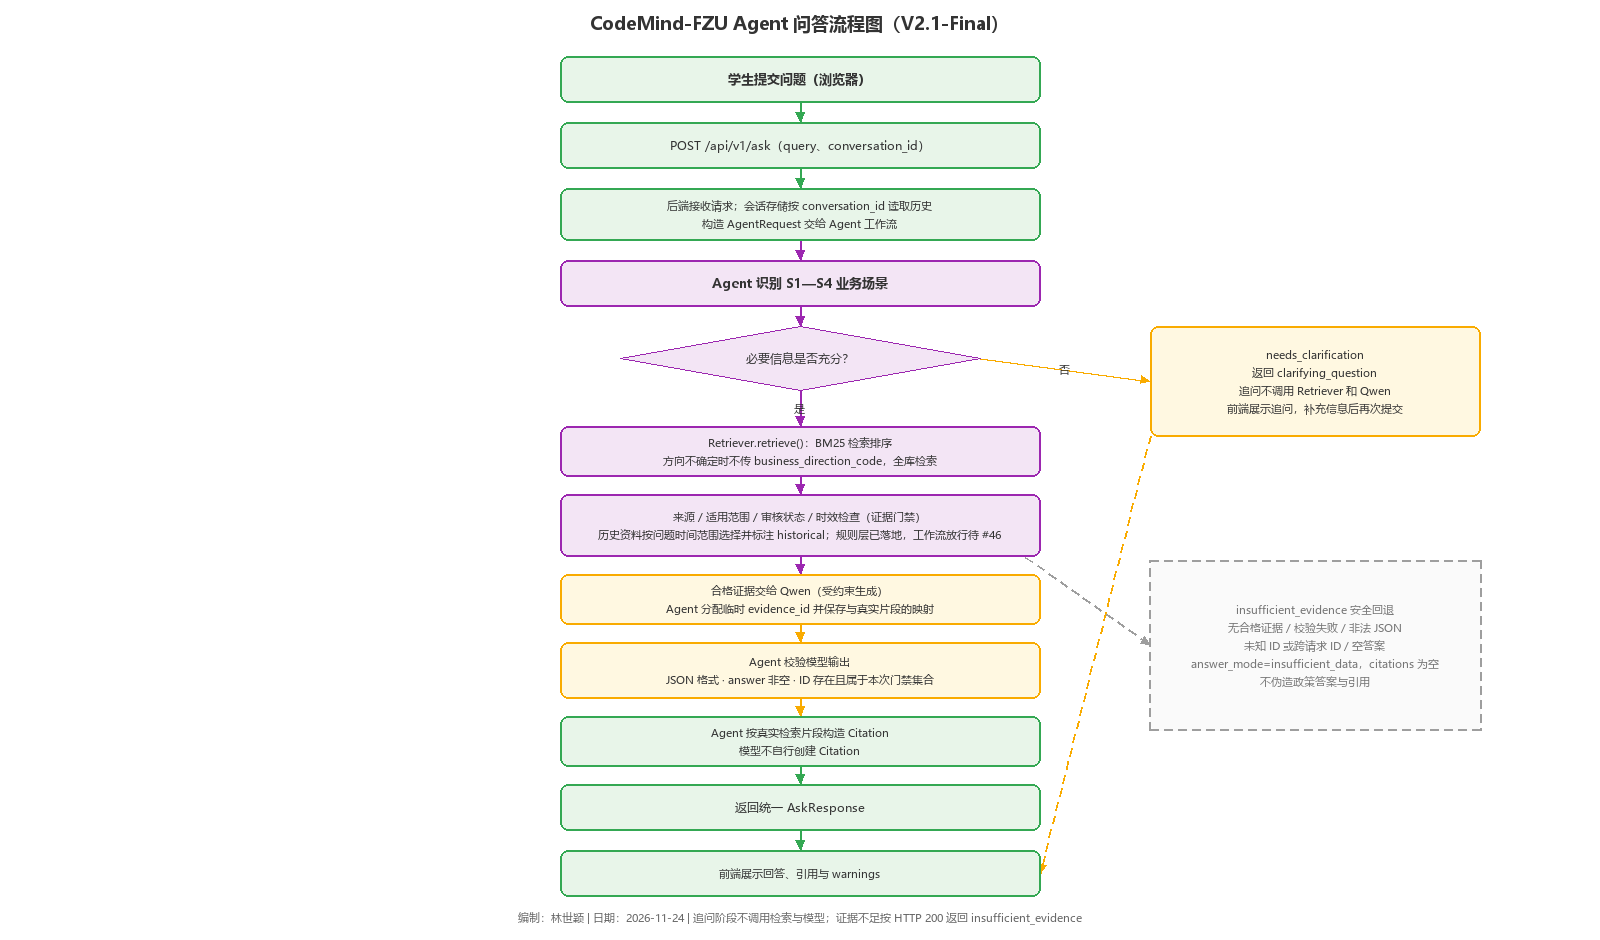 CodeMind-FZU Agent 问答流程图（V2.1-Final）
学生提交问题（浏览器）
POST /api/v1/ask（query、conversation_id）
后端接收请求；会话存储按 conversation_id 读取历史
构造 AgentRequest 交给 Agent 工作流
Agent 识别 S1—S4 业务场景
必要信息是否充分？
否
needs_clarification
返回 clarifying_question
追问不调用 Retriever 和 Qwen
前端展示追问，补充信息后再次提交
是
Retriever.retrieve()：BM25 检索排序
方向不确定时不传 business_direction_code，全库检索
来源 / 适用范围 / 审核状态 / 时效检查（证据门禁）
历史资料按问题时间范围选择并标注 historical；规则层已落地，工作流放行待 #46
合格证据交给 Qwen（受约束生成）
Agent 分配临时 evidence_id 并保存与真实片段的映射
insufficient_evidence 安全回退
无合格证据 / 校验失败 / 非法 JSON
未知 ID 或跨请求 ID / 空答案
answer_mode=insufficient_data，citations 为空
不伪造政策答案与引用
Agent 校验模型输出
JSON 格式 · answer 非空 · ID 存在且属于本次门禁集合
Agent 按真实检索片段构造 Citation
模型不自行创建 Citation
返回统一 AskResponse
前端展示回答、引用与 warnings
编制：林世颖 | 日期：2026-11-24 | 追问阶段不调用检索与模型；证据不足按 HTTP 200 返回 insufficient_evidence